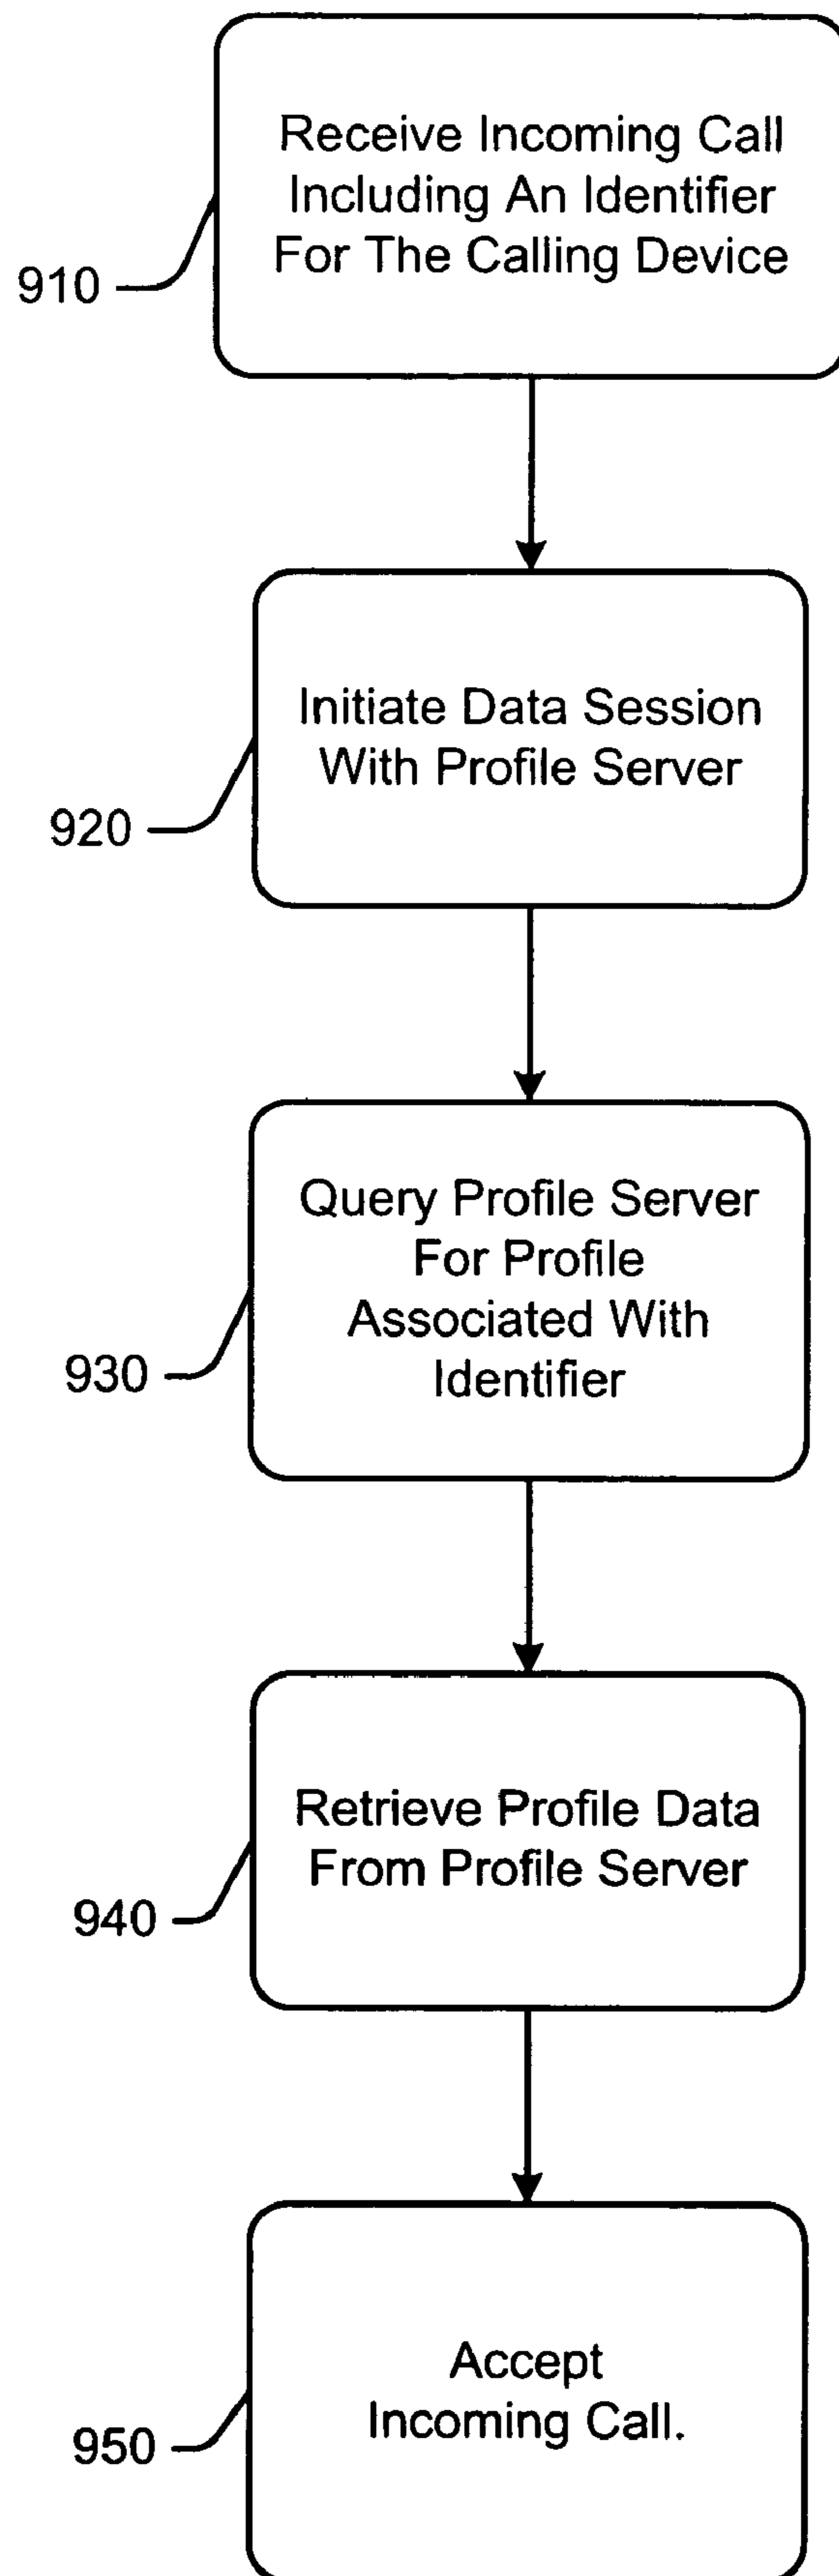 Receive Incoming Call
Including An Identifier
For The Calling Device
910
Initiate Data Session
With Profile Server
920
Query Profile Server
For Profile
Associated With
Identifier
930
Retrieve Profile Data
From Profile Server
940
Accept
Incoming Call.
950